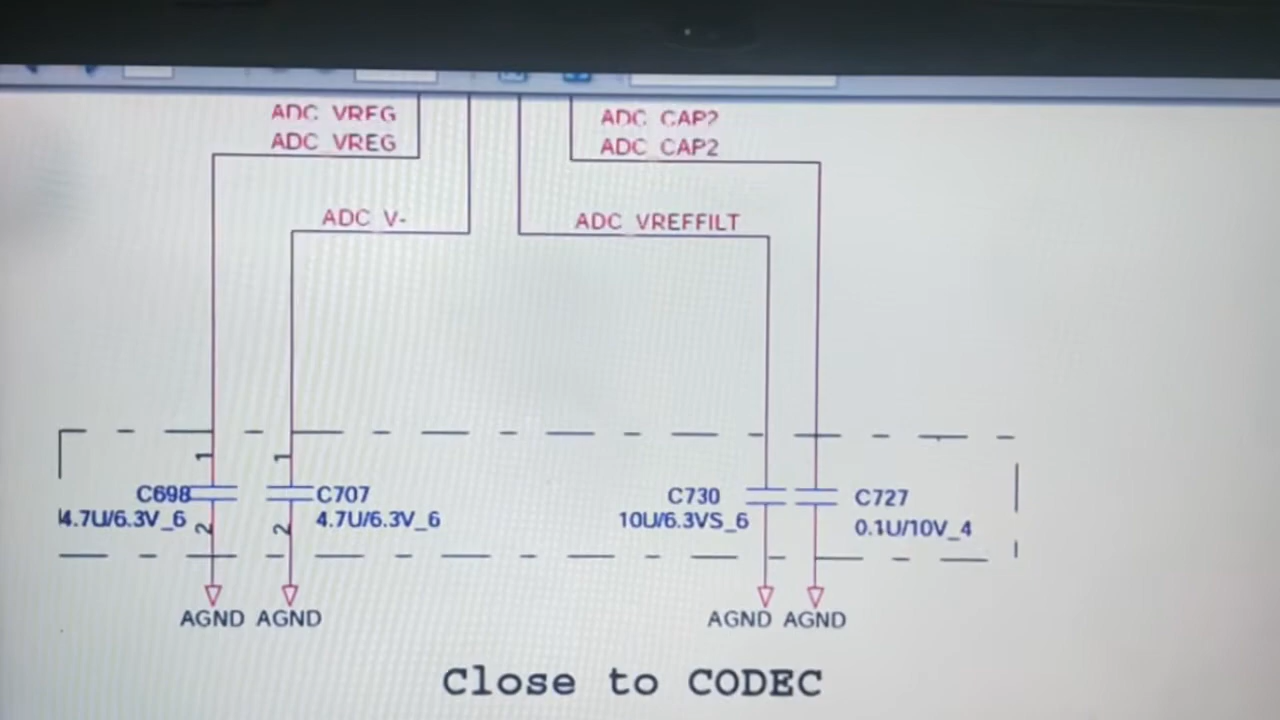 ADC VREG
ADC VREG
ADC CAP2
ADC CAP2
ADC V-
ADC VREFFILT
1
1
C698
4.7U/6.3V_6
2
C707
4.7U/6.3V_6
2
C730
10U/6.3VS_6
C727
0.1U/10V_4
AGND AGND
AGND AGND
Close to CODEC